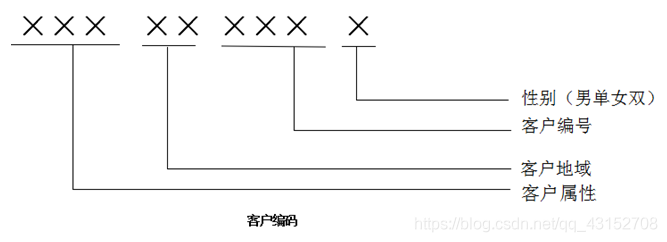 ××× ×× ××× ×
性别（男单女双）
客户编号
客户地域
客户属性
客户编码
https://blog.csdn.net/qq_43152708